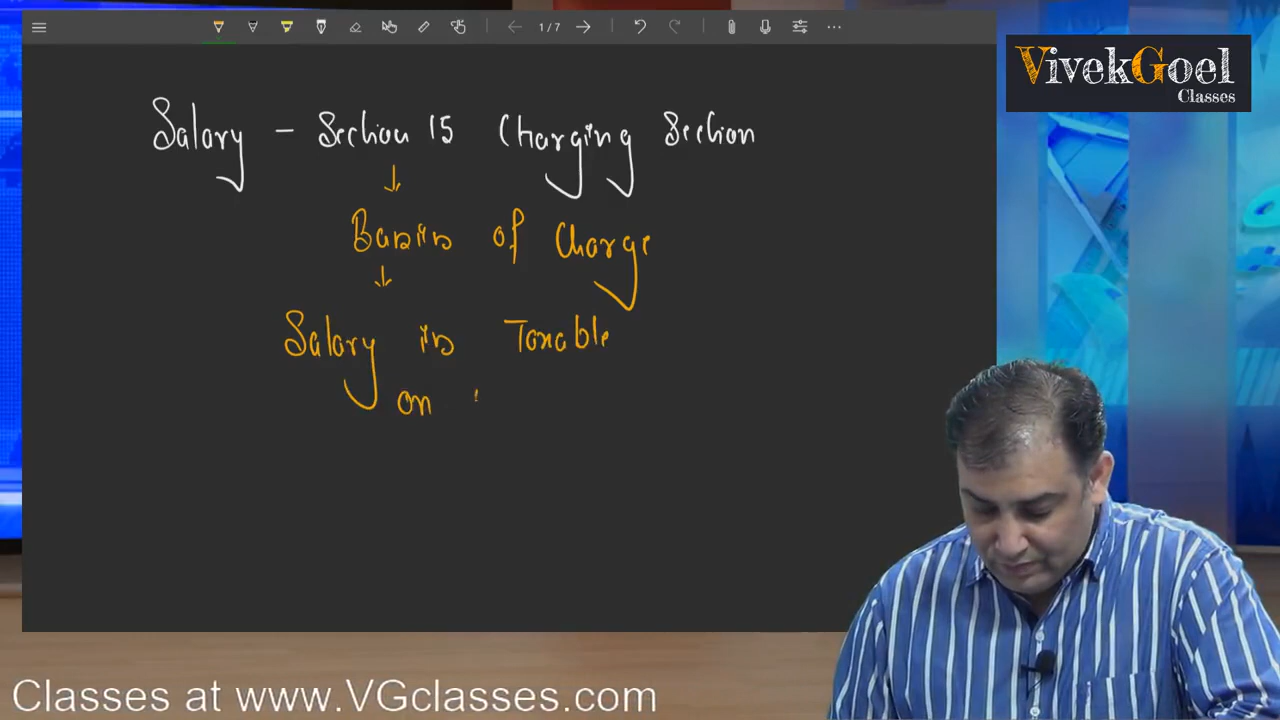 1/7
VivekGoel
Classes
Salary - Section 15 Charging Section
Basis of Charge
Salary is Taxable
on
Classes at www.VGclasses.com